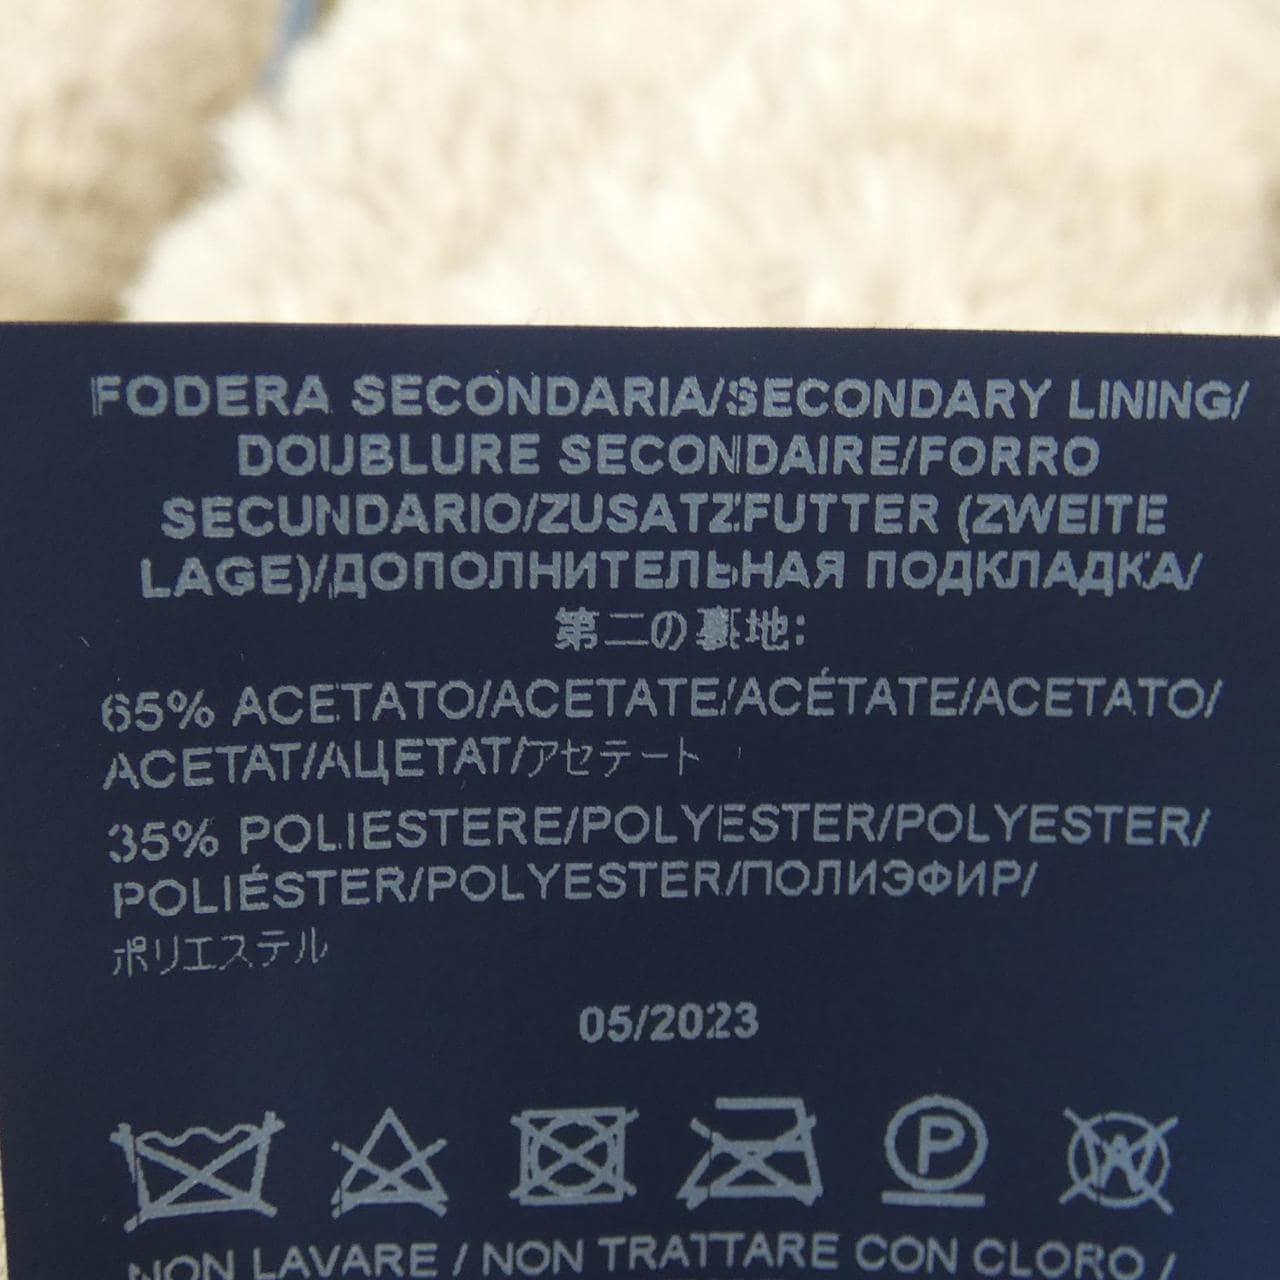 FODERA SECONDARIA/SECONDARY LINING/
DOUBLURE SECONDAIRE/FORRO
SECUNDARIO/ZUSATZFUTTER (ZWEITE
LAGE)/ДОПОЛНИТЕЛЬНАЯ ПОДКЛАДКА/
第二の裏地:
65% ACETATO/ACETATE/ACÉTATE/ACETATO/
ACETAT/АЦЕТАТ/アセテート
35% POLIESTERE/POLYESTER/POLYESTER/
POLIÉSTER/POLYESTER/ПОЛИЭФИР/
ポリエステル
05/2023
P W
NON LAVARE / NON TRATTARE CON CLORO /